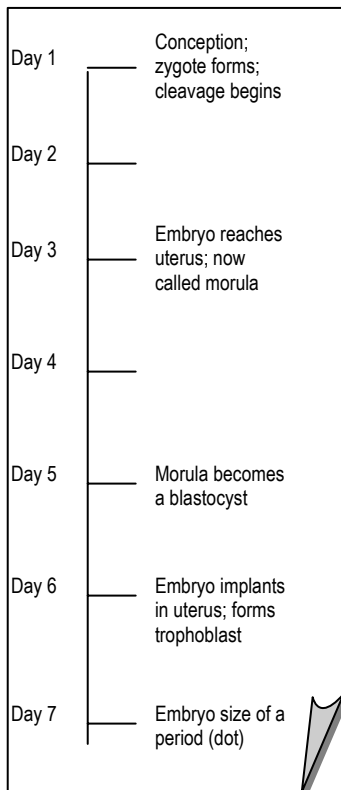 Day 1
Conception;
zygote forms;
cleavage begins
Day 2
Day 3
Embryo reaches
uterus; now
called morula
Day 4
Day 5
Morula becomes
a blastocyst
Day 6
Embryo implants
in uterus; forms
trophoblast
Day 7
Embryo size of a
period (dot)